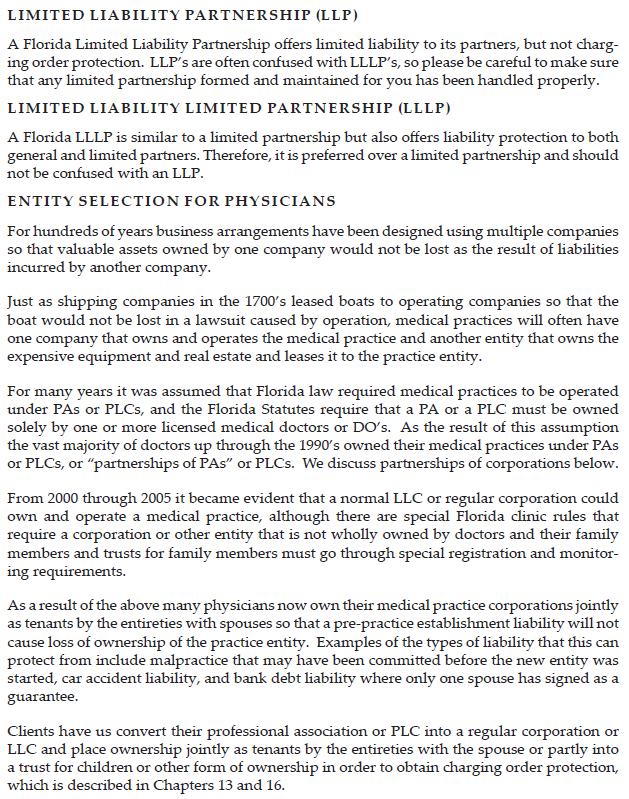 LIMITED LIABILITY PARTNERSHIP (LLP)
A Florida Limited Liability Partnership offers limited liability to its partners, but not charg-
ing order protection. LLP's are often confused with LLLP's, so please be careful to make sure
that any limited partnership formed and maintained for you has been handled properly.
LIMITED LIABILITY LIMITED PARTNERSHIP (LLLP)
A Florida LLLP is similar to a limited partnership but also offers liability protection to both
general and limited partners. Therefore, it is preferred over a limited partnership and should
not be confused with an LLP.
ENTITY SELECTION FOR PHYSICIANS
For hundreds of years business arrangements have been designed using multiple companies
so that valuable assets owned by one company would not be lost as the result of liabilities
incurred by another company.
Just as shipping companies in the 1700's leased boats to operating companies so that the
boat would not be lost in a lawsuit caused by operation, medical practices will often have
one company that owns and operates the medical practice and another entity that owns the
expensive equipment and real estate and leases it to the practice entity.
For many years it was assumed that Florida law required medical practices to be operated
under PAs or PLCs, and the Florida Statutes require that a PA or a PLC must be owned
solely by one or more licensed medical doctors or DO's. As the result of this assumption
the vast majority of doctors up through the 1990's owned their medical practices under PAs
or PLCs, or “partnerships of PAs” or PLCs. We discuss partnerships of corporations below.
From 2000 through 2005 it became evident that a normal LLC or regular corporation could
own and operate a medical practice, although there are special Florida clinic rules that
require a corporation or other entity that is not wholly owned by doctors and their family
members and trusts for family members must go through special registration and monitor-
ing requirements.
As a result of the above many physicians now own their medical practice corporations jointly
as tenants by the entireties with spouses so that a pre-practice establishment liability will not
cause loss of ownership of the practice entity. Examples of the types of liability that this can
protect from include malpractice that may have been committed before the new entity was
started, car accident liability, and bank debt liability where only one spouse has signed as a
guarantee.
Clients have us convert their professional association or PLC into a regular corporation or
LLC and place ownership jointly as tenants by the entireties with the spouse or partly into
a trust for children or other form of ownership in order to obtain charging order protection,
which is described in Chapters 13 and 16.